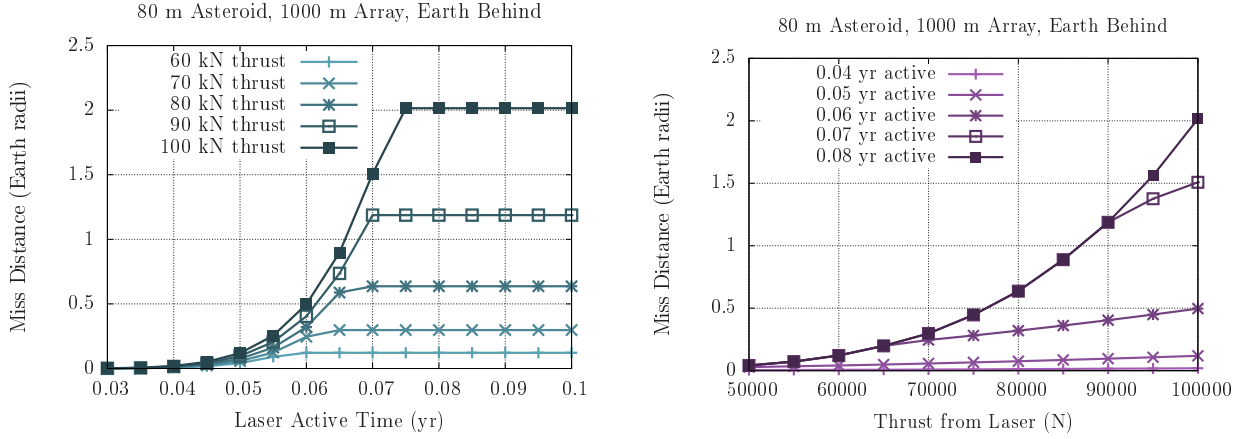 80 m Asteroid, 1000 m Array, Earth Behind
Miss Distance (Earth radii)
2.5
2
1.5
1
0.5
0
60 kN thrust
70 kN thrust
80 kN thrust
90 kN thrust
100 kN thrust
0.03 0.04 0.05 0.06 0.07 0.08 0.09 0.1
Laser Active Time (yr)
80 m Asteroid, 1000 m Array, Earth Behind
Miss Distance (Earth radii)
2.5
2
1.5
1
0.5
0
0.04 yr active
0.05 yr active
0.06 yr active
0.07 yr active
0.08 yr active
50000 60000 70000 80000 90000 100000
Thrust from Laser (N)